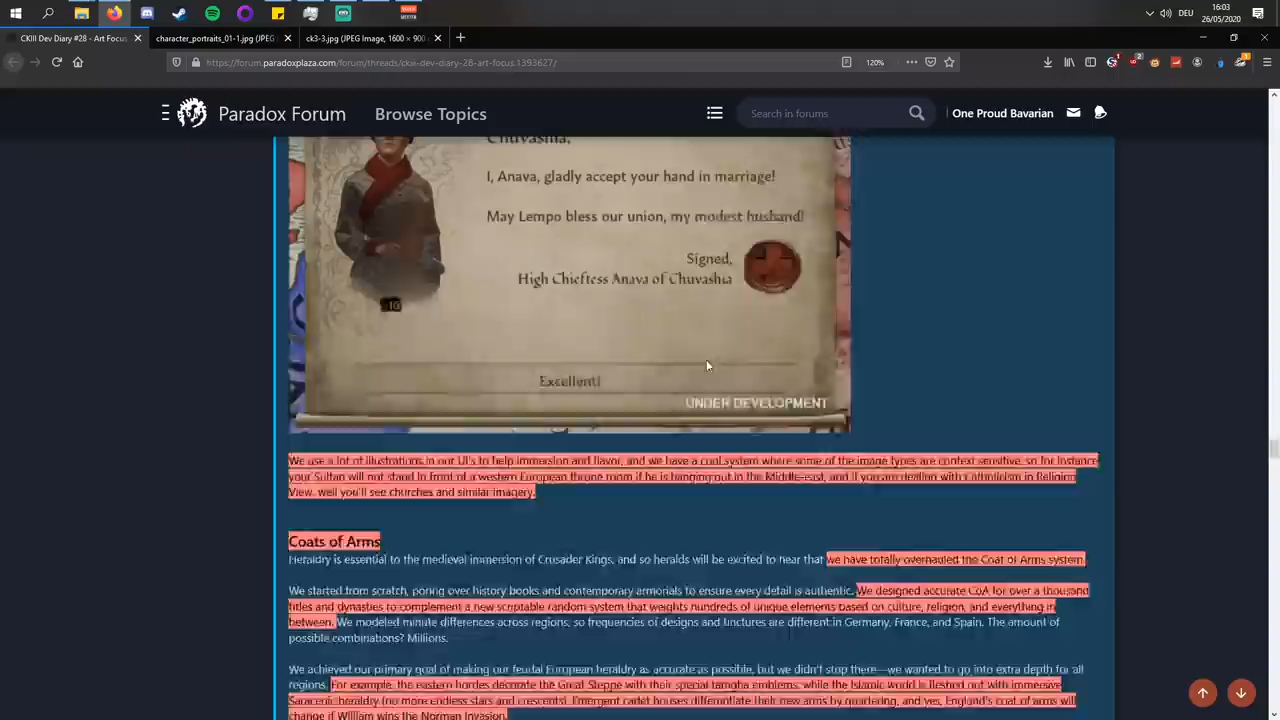 16:03
DEU
26/05/2020
CKIII Dev Diary #28 - Art Focus
character_portraits_01-1.jpg (JPEG
ck3-3.jpg (JPEG Image, 1600 × 900
https://forum.paradoxplaza.com/forum/threads/ckiii-dev-diary-28-art-focus.1393627/
120%
Paradox Forum
Browse Topics
Search in forums
One Proud Bavarian
Chuvashia,
I, Anava, gladly accept your hand in marriage!
May Lempo bless our union, my modest husband!
Signed,
High Chieftess Anava of Chuvashia
Excellent!
UNDER DEVELOPMENT
We use a lot of illustrations in our UI's to help immersion and flavor, and we have a cool system where some of the image types are context sensitive, so for instance
your Sultan will not stand in front of a western European throne room if he is hanging out in the Middle-east, and if you are dealing with Catholicism in Religion
View, well you'll see churches and similar imagery.
Coats of Arms
Heraldry is essential to the medieval immersion of Crusader Kings, and so heralds will be excited to hear that we have totally overhauled the Coat of Arms system.
We started from scratch, poring over history books and contemporary armorials to ensure every detail is authentic. We designed accurate CoA for over a thousand
titles and dynasties to complement a new scriptable random system that weights hundreds of unique elements based on culture, religion, and everything in
between. We modeled minute differences across regions, so frequencies of designs and tinctures are different in Germany, France, and Spain. The amount of
possible combinations? Millions.
We achieved our primary goal of making our feudal European heraldry as accurate as possible, but we didn't stop there—we wanted to go into extra depth for all
regions. For example, the eastern hordes decorate the Great Steppe with their special tamgha emblems, while the Islamic world is fleshed out with immersive
Saracenic heraldry (no more endless stars and crescents). Emergent cadet houses differentiate their new arms by quartering, and yes, England's coat of arms will
change if William wins the Norman Invasion.